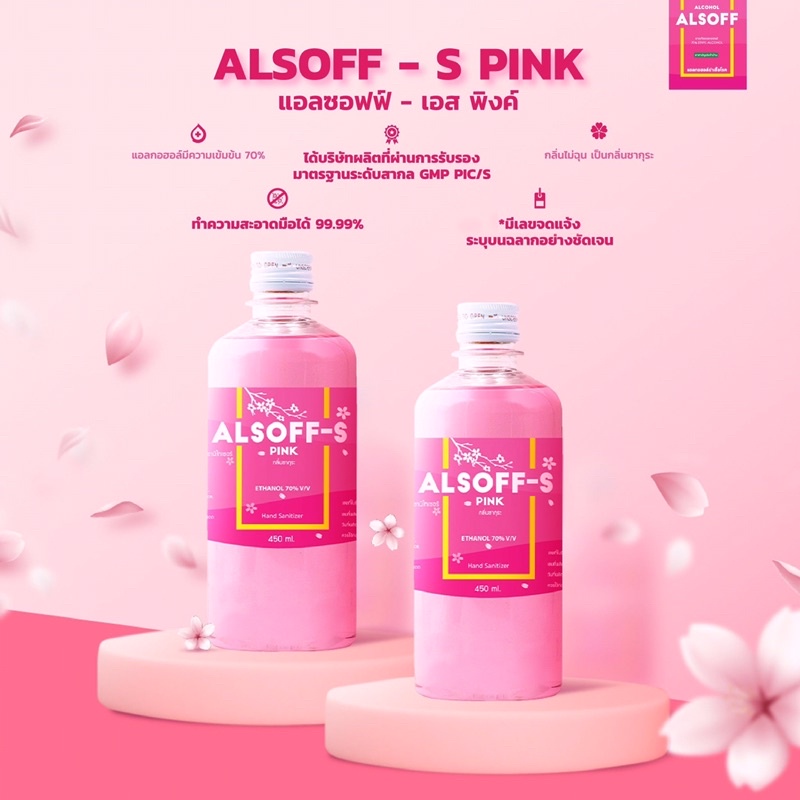 ALCOHOL
ALSOFF
ALSOFF - S PINK
แอลซอฟฟ์ - เอส พิงค์
แอลกอฮอล์มีความเข้มข้น 70%
ได้บริษัทผลิตที่ผ่านการรับรอง
มาตรฐานระดับสากล GMP PIC/S
กลิ่นไม่ฉุน เป็นกลิ่นซากุระ
ทำความสะอาดมือได้ 99.99%
*มีเลขจดแจ้ง
ระบุบนฉลากอย่างชัดเจน
ALSOFF-S
PINK
กลิ่นซากุระ
ETHANOL 70% V/V
Hand Sanitizer
450 ml.
ALSOFF-S
PINK
กลิ่นซากุระ
ETHANOL 70% V/V
Hand Sanitizer
450 ml.